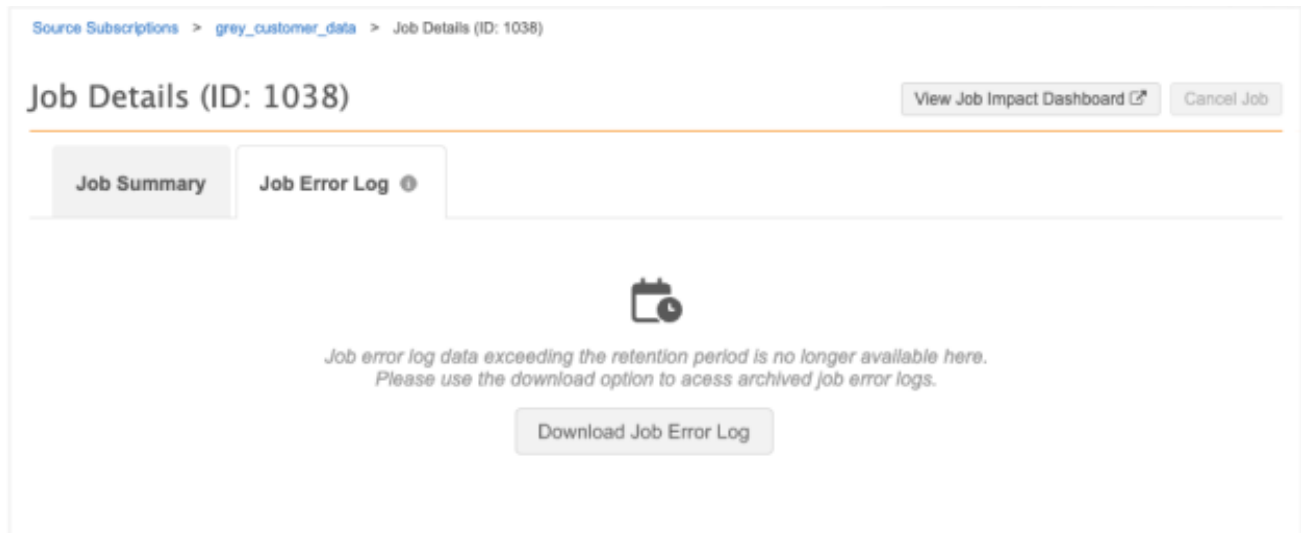 Source Subscriptions > grey_customer_data > Job Details (ID: 1038)
Job Details (ID: 1038)
View Job Impact Dashboard
Cancel Job
Job Summary
Job Error Log
Job error log data exceeding the retention period is no longer available here.
Please use the download option to acess archived job error logs.
Download Job Error Log